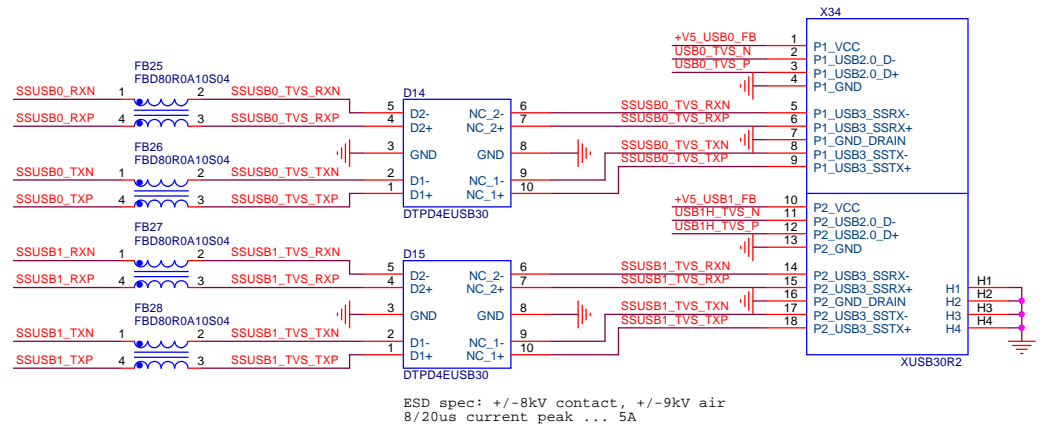 X34
+V5_USB0_FB 1 P1_VCC
USB0_TVS_N 2 P1_USB2.0_D-
USB0_TVS_P 3 P1_USB2.0_D+
4 P1_GND
FB25
FBD80R0A10S04
SSUSB0_RXN 1 2 SSUSB0_TVS_RXN
SSUSB0_RXP 4 3 SSUSB0_TVS_RXP
FB26
FBD80R0A10S04
SSUSB0_TXN 1 2 SSUSB0_TVS_TXN
SSUSB0_TXP 4 3 SSUSB0_TVS_TXP
D14
5 D2- NC_2- 6
4 D2+ NC_2+ 7
3 GND GND 8
2 D1- NC_1- 9
1 D1+ NC_1+ 10
DTPD4EUSB30
SSUSB0_TVS_RXN 5 P1_USB3_SSRX-
SSUSB0_TVS_RXP 6 P1_USB3_SSRX+
7 P1_GND_DRAIN
SSUSB0_TVS_TXN 8 P1_USB3_SSTX-
SSUSB0_TVS_TXP 9 P1_USB3_SSTX+
+V5_USB1_FB 10 P2_VCC
USB1H_TVS_N 11 P2_USB2.0_D-
USB1H_TVS_P 12 P2_USB2.0_D+
13 P2_GND
FB27
FBD80R0A10S04
SSUSB1_RXN 1 2 SSUSB1_TVS_RXN
SSUSB1_RXP 4 3 SSUSB1_TVS_RXP
FB28
FBD80R0A10S04
SSUSB1_TXN 1 2 SSUSB1_TVS_TXN
SSUSB1_TXP 4 3 SSUSB1_TVS_TXP
D15
5 D2- NC_2- 6
4 D2+ NC_2+ 7
3 GND GND 8
2 D1- NC_1- 9
1 D1+ NC_1+ 10
DTPD4EUSB30
SSUSB1_TVS_RXN 14 P2_USB3_SSRX-
SSUSB1_TVS_RXP 15 P2_USB3_SSRX+
16 P2_GND_DRAIN
SSUSB1_TVS_TXN 17 P2_USB3_SSTX-
SSUSB1_TVS_TXP 18 P2_USB3_SSTX+
H1 H1
H2 H2
H3 H3
H4 H4
XUSB30R2
ESD spec: +/-8kV contact, +/-9kV air
8/20us current peak ... 5A